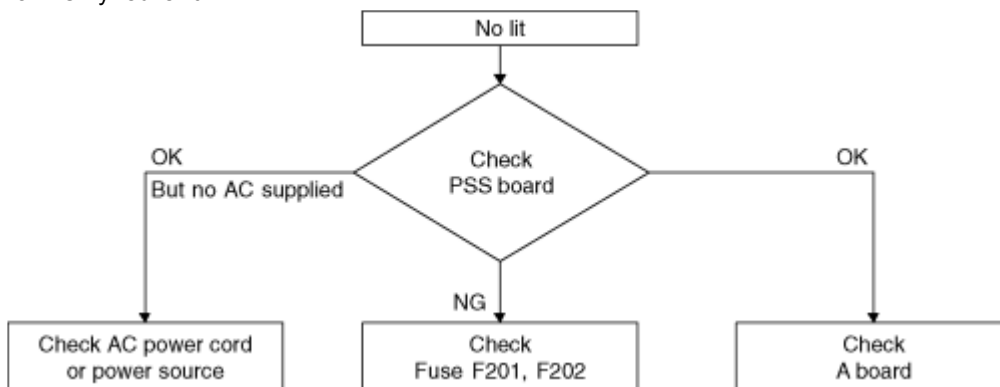 No lit
Check
PSS board
OK
But no AC supplied
OK
NG
Check AC power cord
or power source
Check
Fuse F201, F202
Check
A board